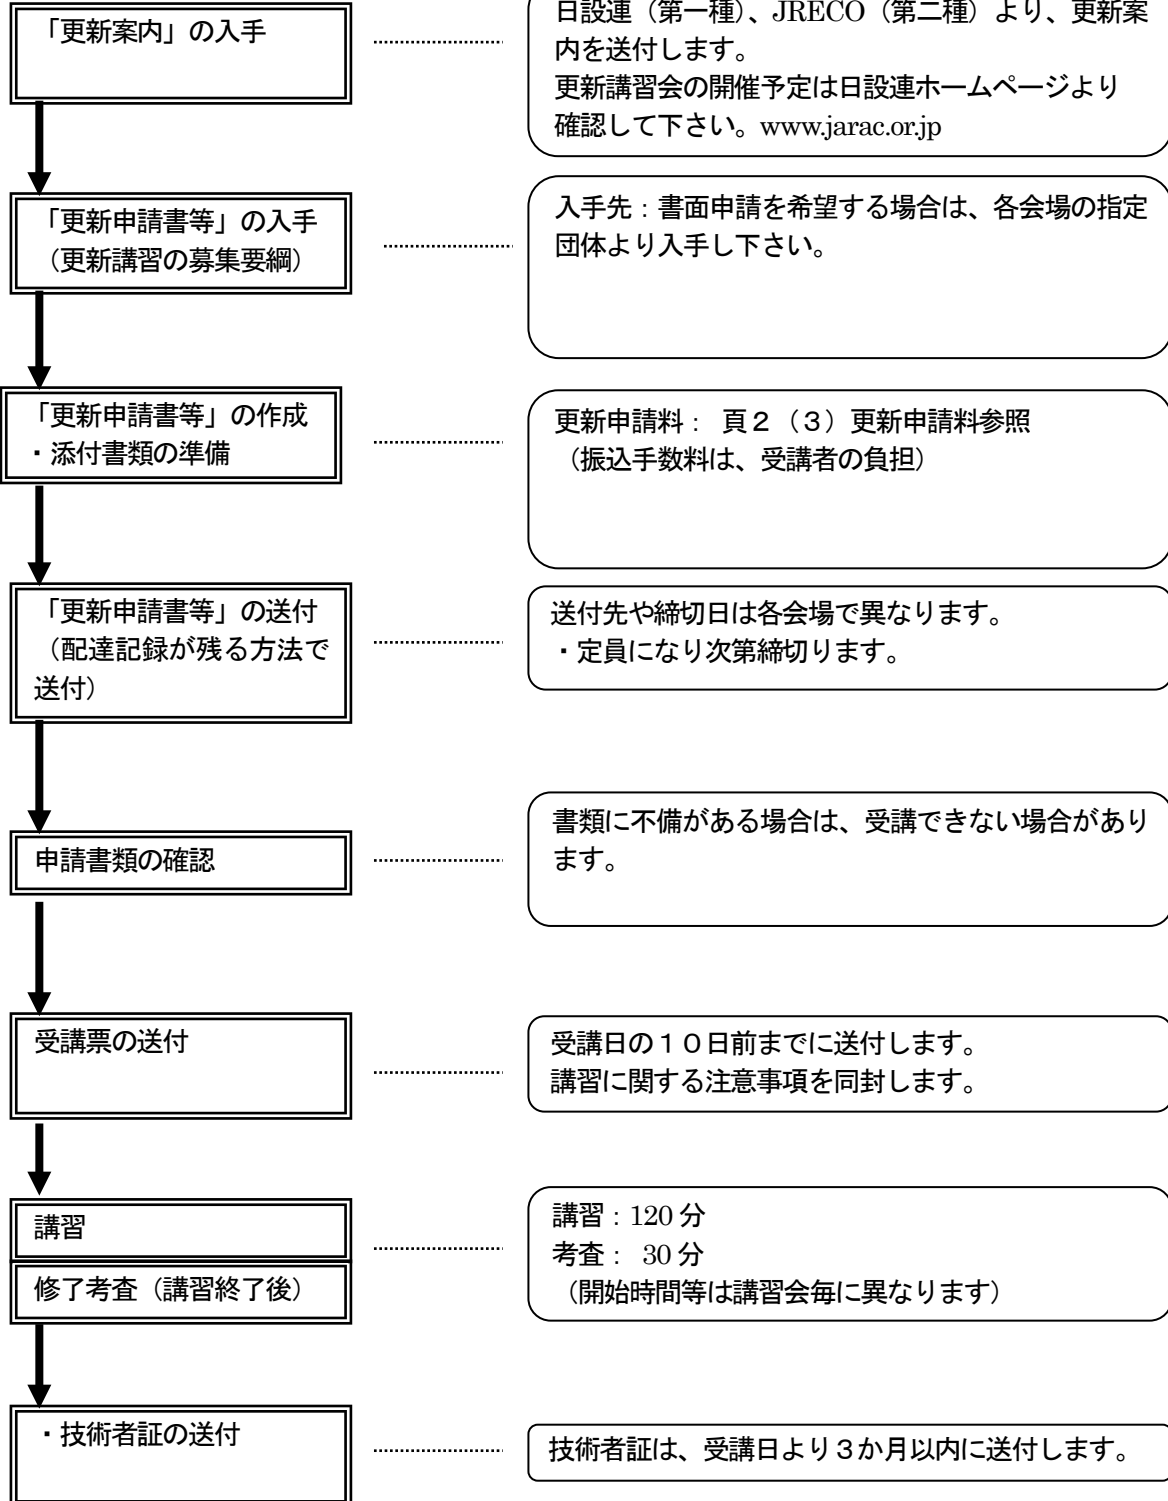 「更新案内」の入手
日設連（第一種）、JRECO（第二種）より、更新案
内を送付します。
更新講習会の開催予定は日設連ホームページより
確認して下さい。www.jarac.or.jp
「更新申請書等」の入手
（更新講習の募集要綱）
入手先：書面申請を希望する場合は、各会場の指定
団体より入手し下さい。
「更新申請書等」の作成
・添付書類の準備
更新申請料： 頁２（３）更新申請料参照
（振込手数料は、受講者の負担）
「更新申請書等」の送付
（配達記録が残る方法で
送付）
送付先や締切日は各会場で異なります。
・定員になり次第締切ります。
申請書類の確認
書類に不備がある場合は、受講できない場合があり
ます。
受講票の送付
受講日の１０日前までに送付します。
講習に関する注意事項を同封します。
講習
修了考査（講習終了後）
講習：120 分
考査： 30 分
（開始時間等は講習会毎に異なります）
・技術者証の送付
技術者証は、受講日より３か月以内に送付します。